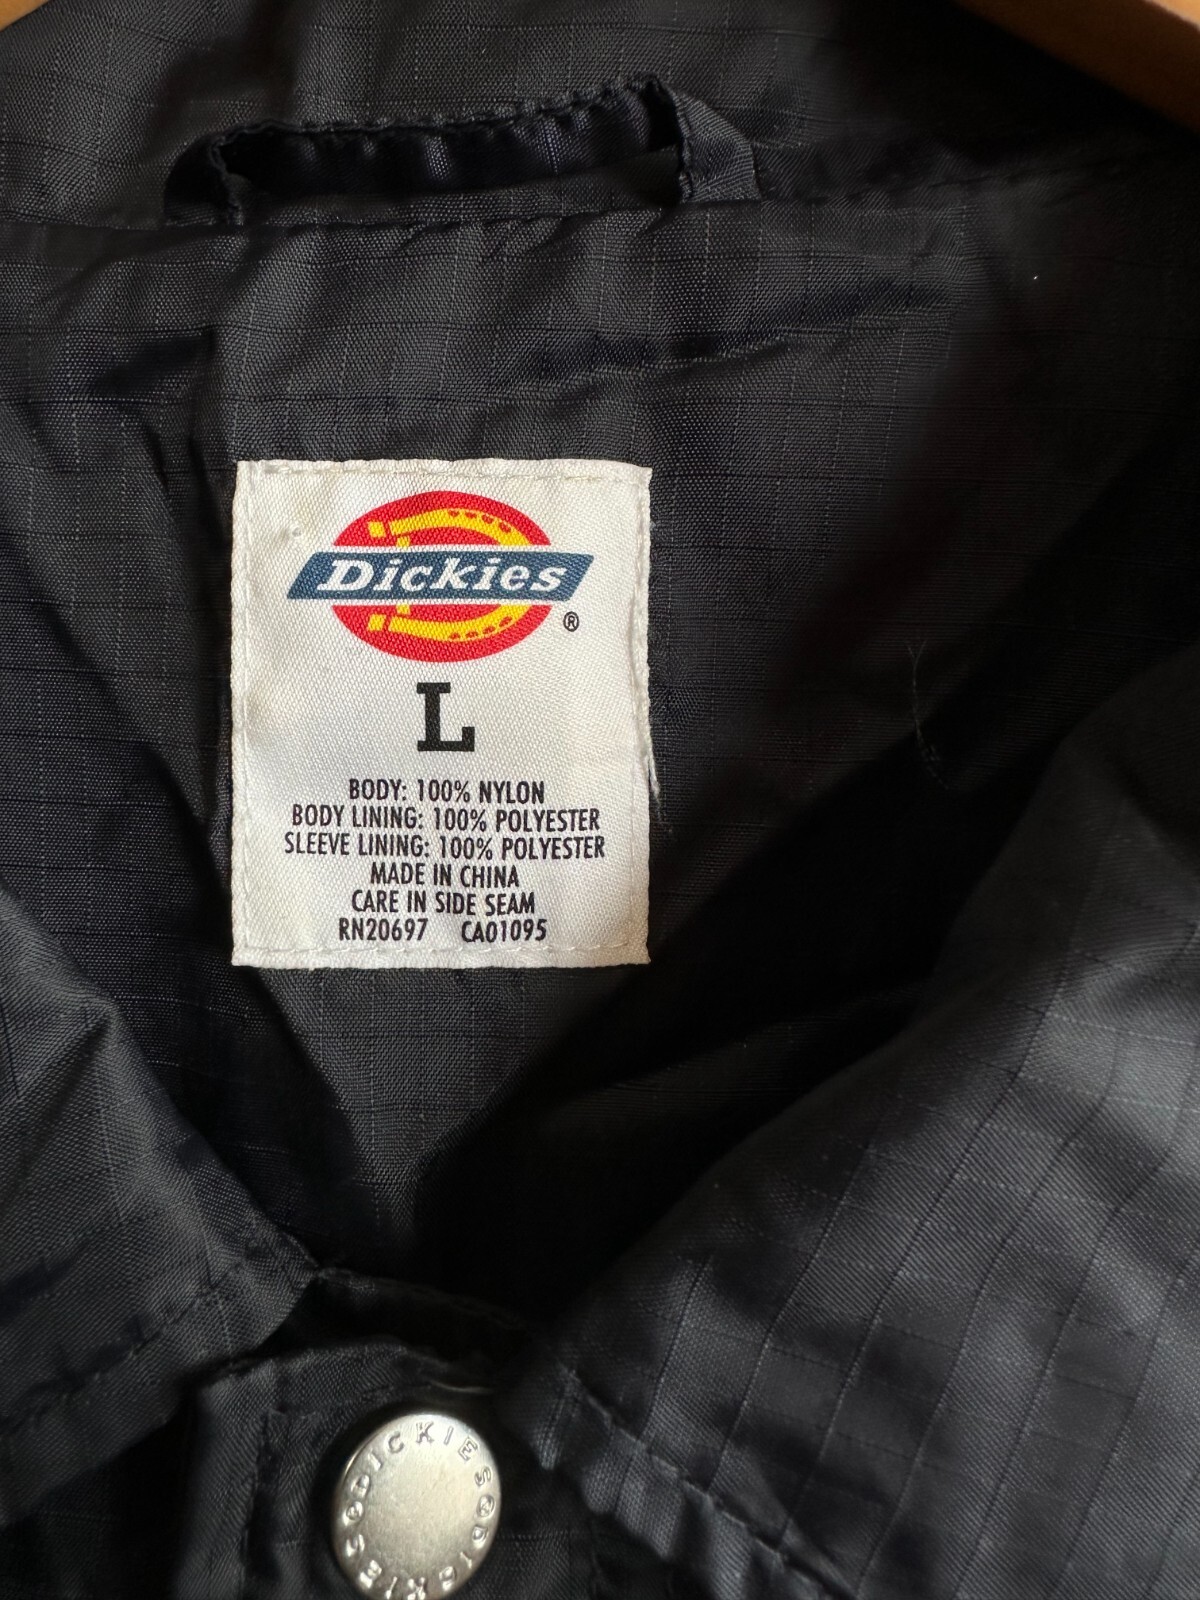 Dickies
®
L
BODY: 100% NYLON
BODY LINING: 100% POLYESTER
SLEEVE LINING: 100% POLYESTER
MADE IN CHINA
CARE IN SIDE SEAM
RN20697 CA01095
DICKIES®DICKIES®